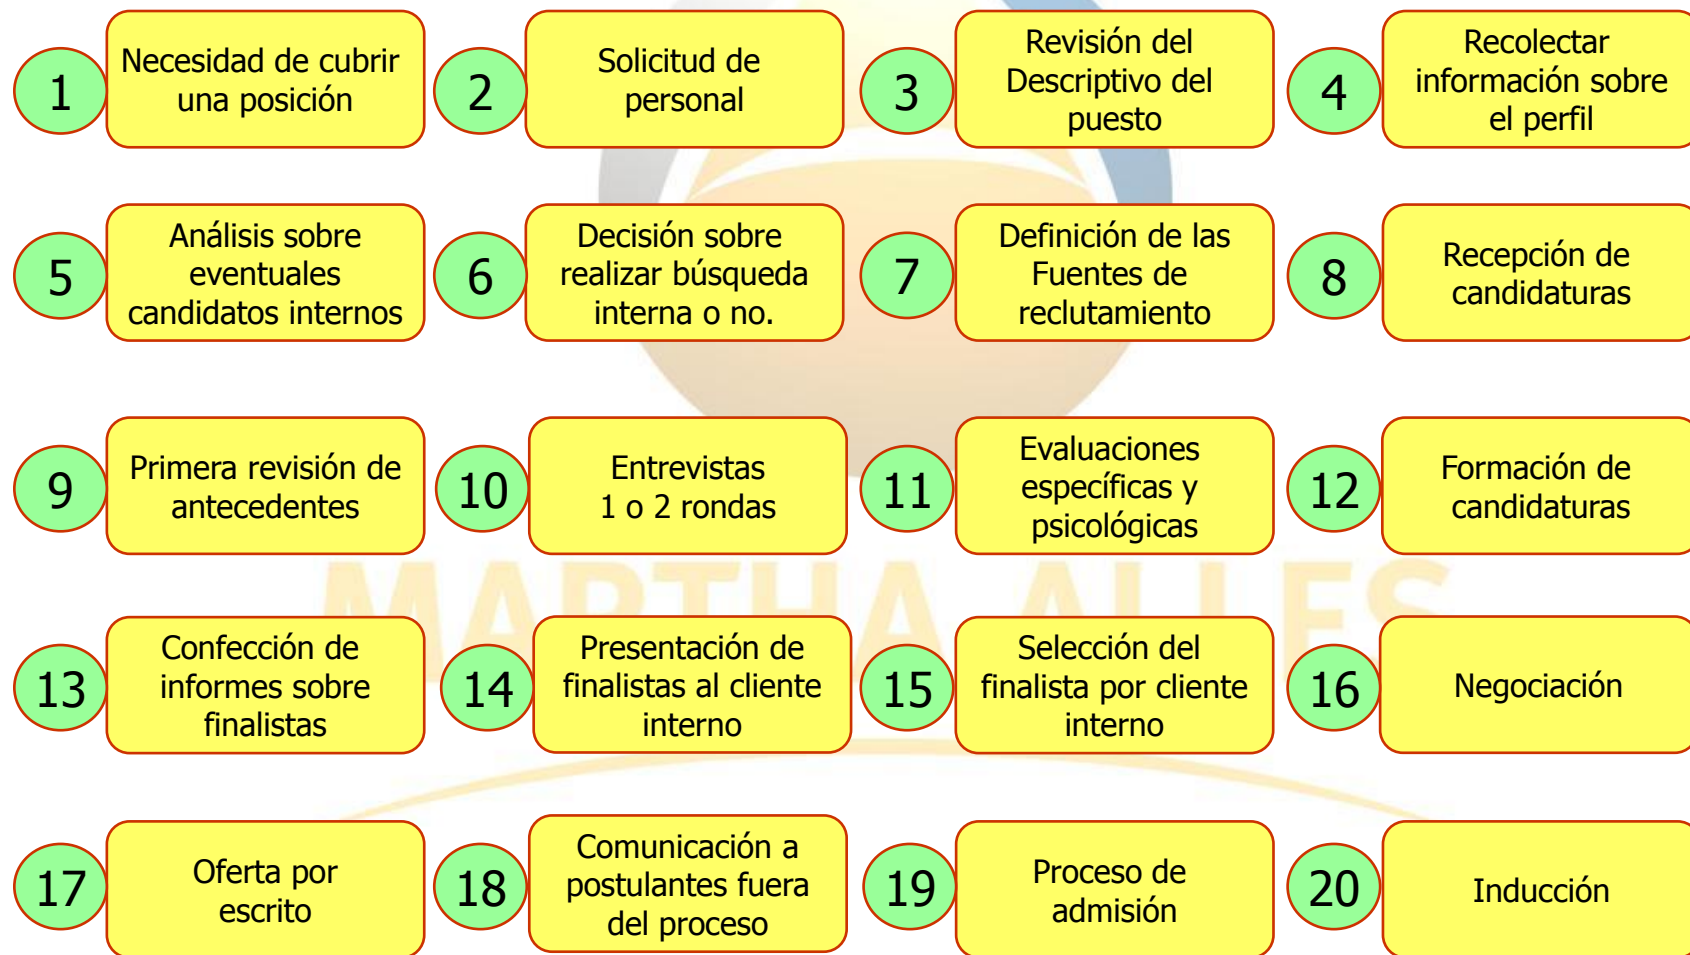 1
Necesidad de cubrir
una posición
2
Solicitud de
personal
3
Revisión del
Descriptivo del
puesto
4
Recolectar
información sobre
el perfil
5
Análisis sobre
eventuales
candidatos internos
6
Decisión sobre
realizar búsqueda
interna o no.
7
Definición de las
Fuentes de
reclutamiento
8
Recepción de
candidaturas
9
Primera revisión de
antecedentes
10
Entrevistas
1 o 2 rondas
11
Evaluaciones
específicas y
psicológicas
12
Formación de
candidaturas
MARTHA ALLES
13
Confección de
informes sobre
finalistas
14
Presentación de
finalistas al cliente
interno
15
Selección del
finalista por cliente
interno
16
Negociación
17
Oferta por
escrito
18
Comunicación a
postulantes fuera
del proceso
19
Proceso de
admisión
20
Inducción